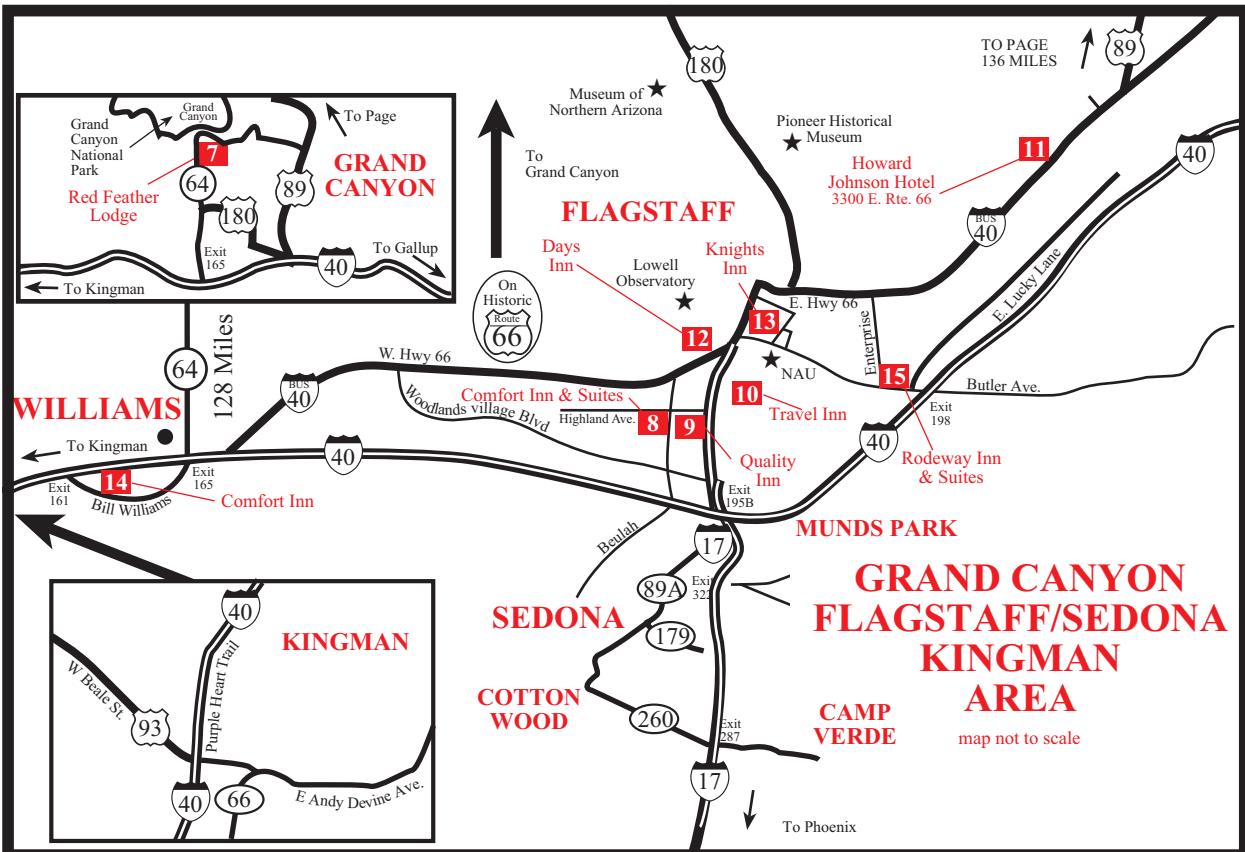 180
TO PAGE
136 MILES
89
Museum of
Northern Arizona
Pioneer Historical
Museum
11
Howard
Johnson Hotel
3300 E. Rte. 66
40
BUS
40
E. Lucky Lane
To
Grand Canyon
FLAGSTAFF
Days
Inn
Lowell
Observatory
Knights
Inn
E. Hwy 66
On
Historic
Route
66
12
13
Enterprise
NAU
15
Butler Ave.
Exit
198
Grand
Canyon
Grand
Canyon
National
Park
To Page
7
GRAND
CANYON
Red Feather
Lodge
64
89
180
Exit
165
40
To Gallup
To Kingman
64
128 Miles
W. Hwy 66
BUS
40
Woodlands village Blvd
Comfort Inn & Suites
Highland Ave.
8
9
10
Travel Inn
Quality
Inn
40
Rodeway Inn
& Suites
WILLIAMS
To Kingman
40
14
Comfort Inn
Exit
161
Bill Williams
Exit
165
Exit
195B
Beulah
MUNDS PARK
17
89A
Exit
322
SEDONA
179
COTTON
WOOD
260
Exit
287
CAMP
VERDE
17
To Phoenix
GRAND CANYON
FLAGSTAFF/SEDONA
KINGMAN
AREA
map not to scale
40
KINGMAN
W Beale St.
Purple Heart Trail
93
40
66
E Andy Devine Ave.